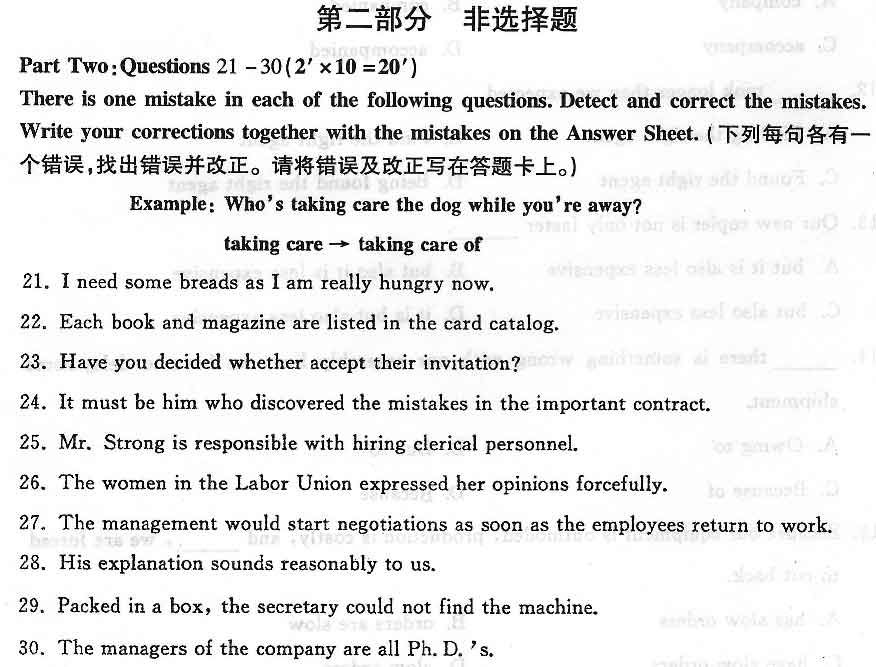 第二部分　非选择题
Part Two:Questions 21－30(2′×10＝20′)
There is one mistake in each of the following questions. Detect and correct the mistakes.
Write your corrections together with the mistakes on the Answer Sheet. (下列每句各有一
个错误,找出错误并改正。请将错误及改正写在答题卡上。)
Example: Who's taking care the dog while you're away?
taking care → taking care of
21. I need some breads as I am really hungry now.
22. Each book and magazine are listed in the card catalog.
23. Have you decided whether accept their invitation?
24. It must be him who discovered the mistakes in the important contract.
25. Mr. Strong is responsible with hiring clerical personnel.
26. The women in the Labor Union expressed her opinions forcefully.
27. The management would start negotiations as soon as the employees return to work.
28. His explanation sounds reasonably to us.
29. Packed in a box, the secretary could not find the machine.
30. The managers of the company are all Ph. D. 's.